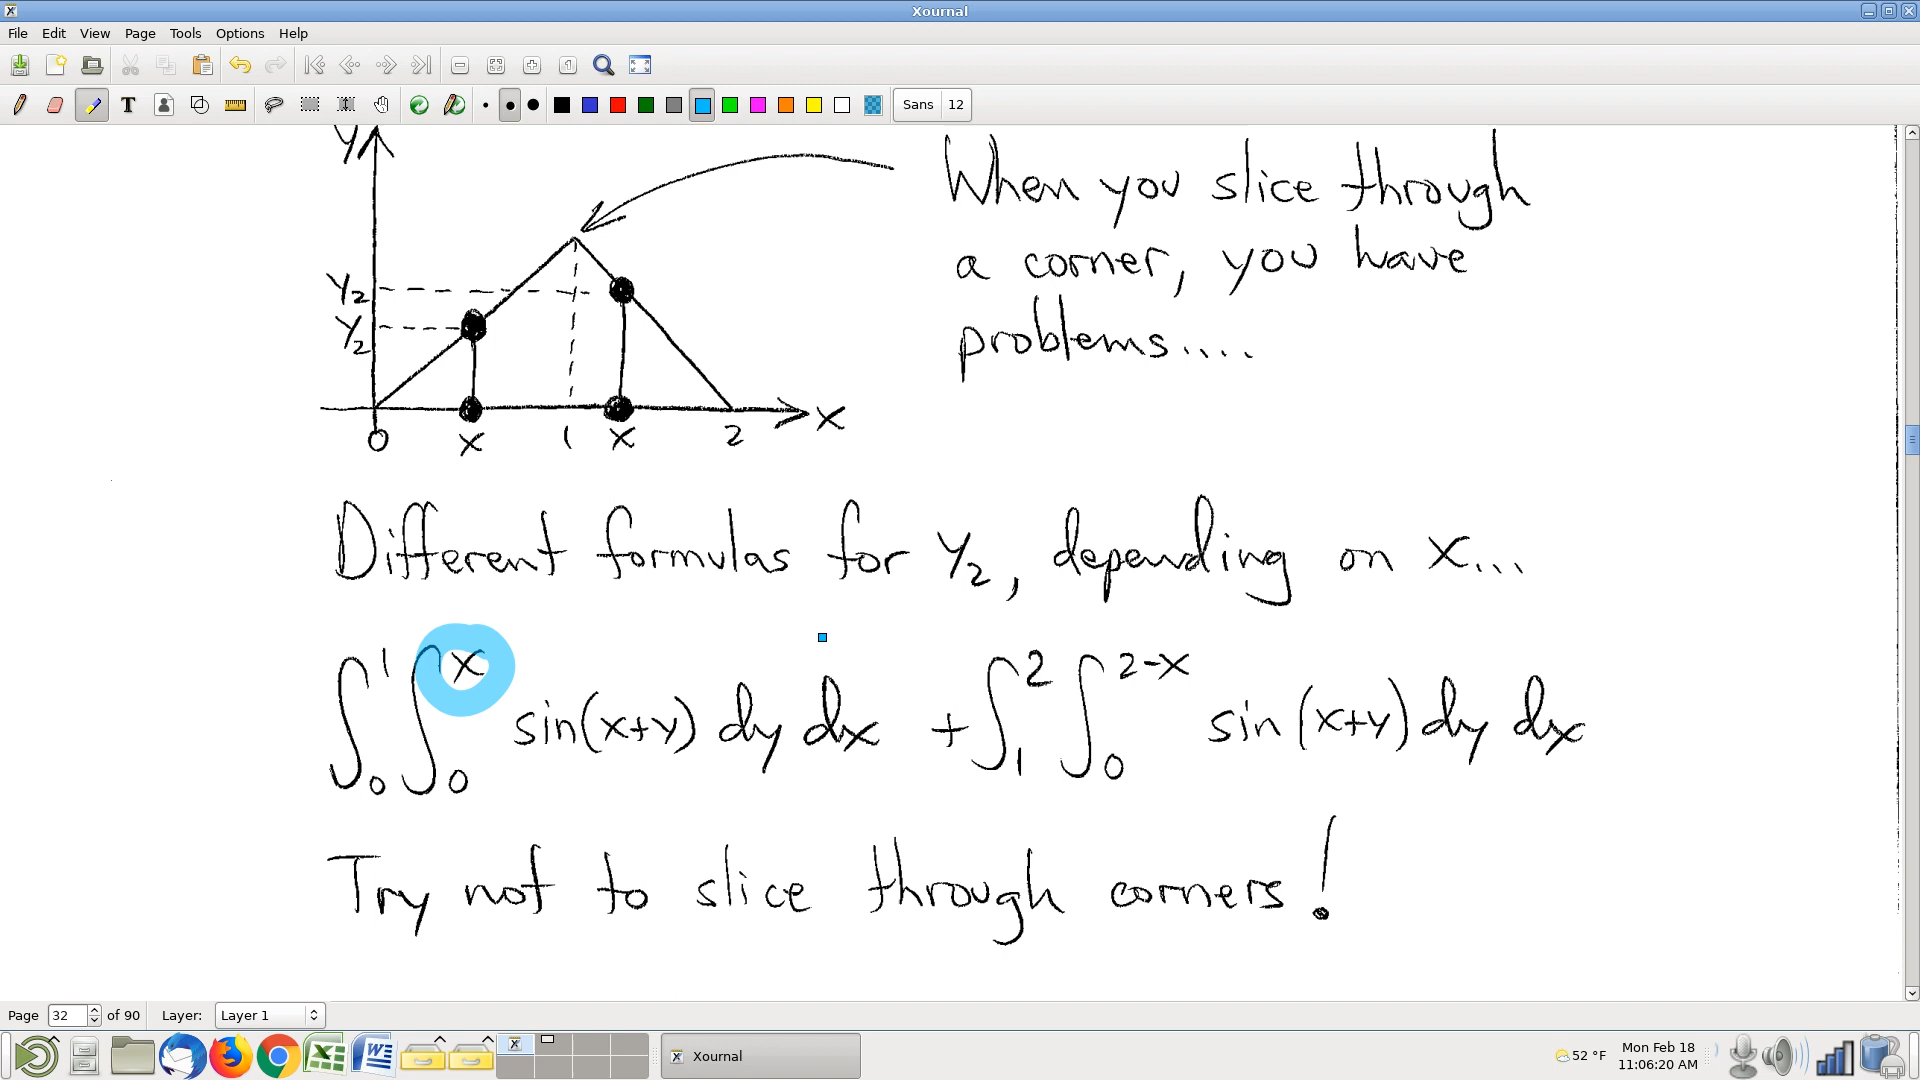 Xournal
File Edit View Page Tools Options Help
Sans 12
y
When you slice through
a corner, you have
problems....
y₂
y₂
0 x 1 x 2 x
Different formulas for y₂, depending on x...
∫₀¹∫₀ˣ sin(x+y) dy dx + ∫₁²∫₀²⁻ˣ sin(x+y) dy dx
Try not to slice through corners!
Page 32 of 90 Layer: Layer 1
Xournal
52 °F
Mon Feb 18
11:06:20 AM